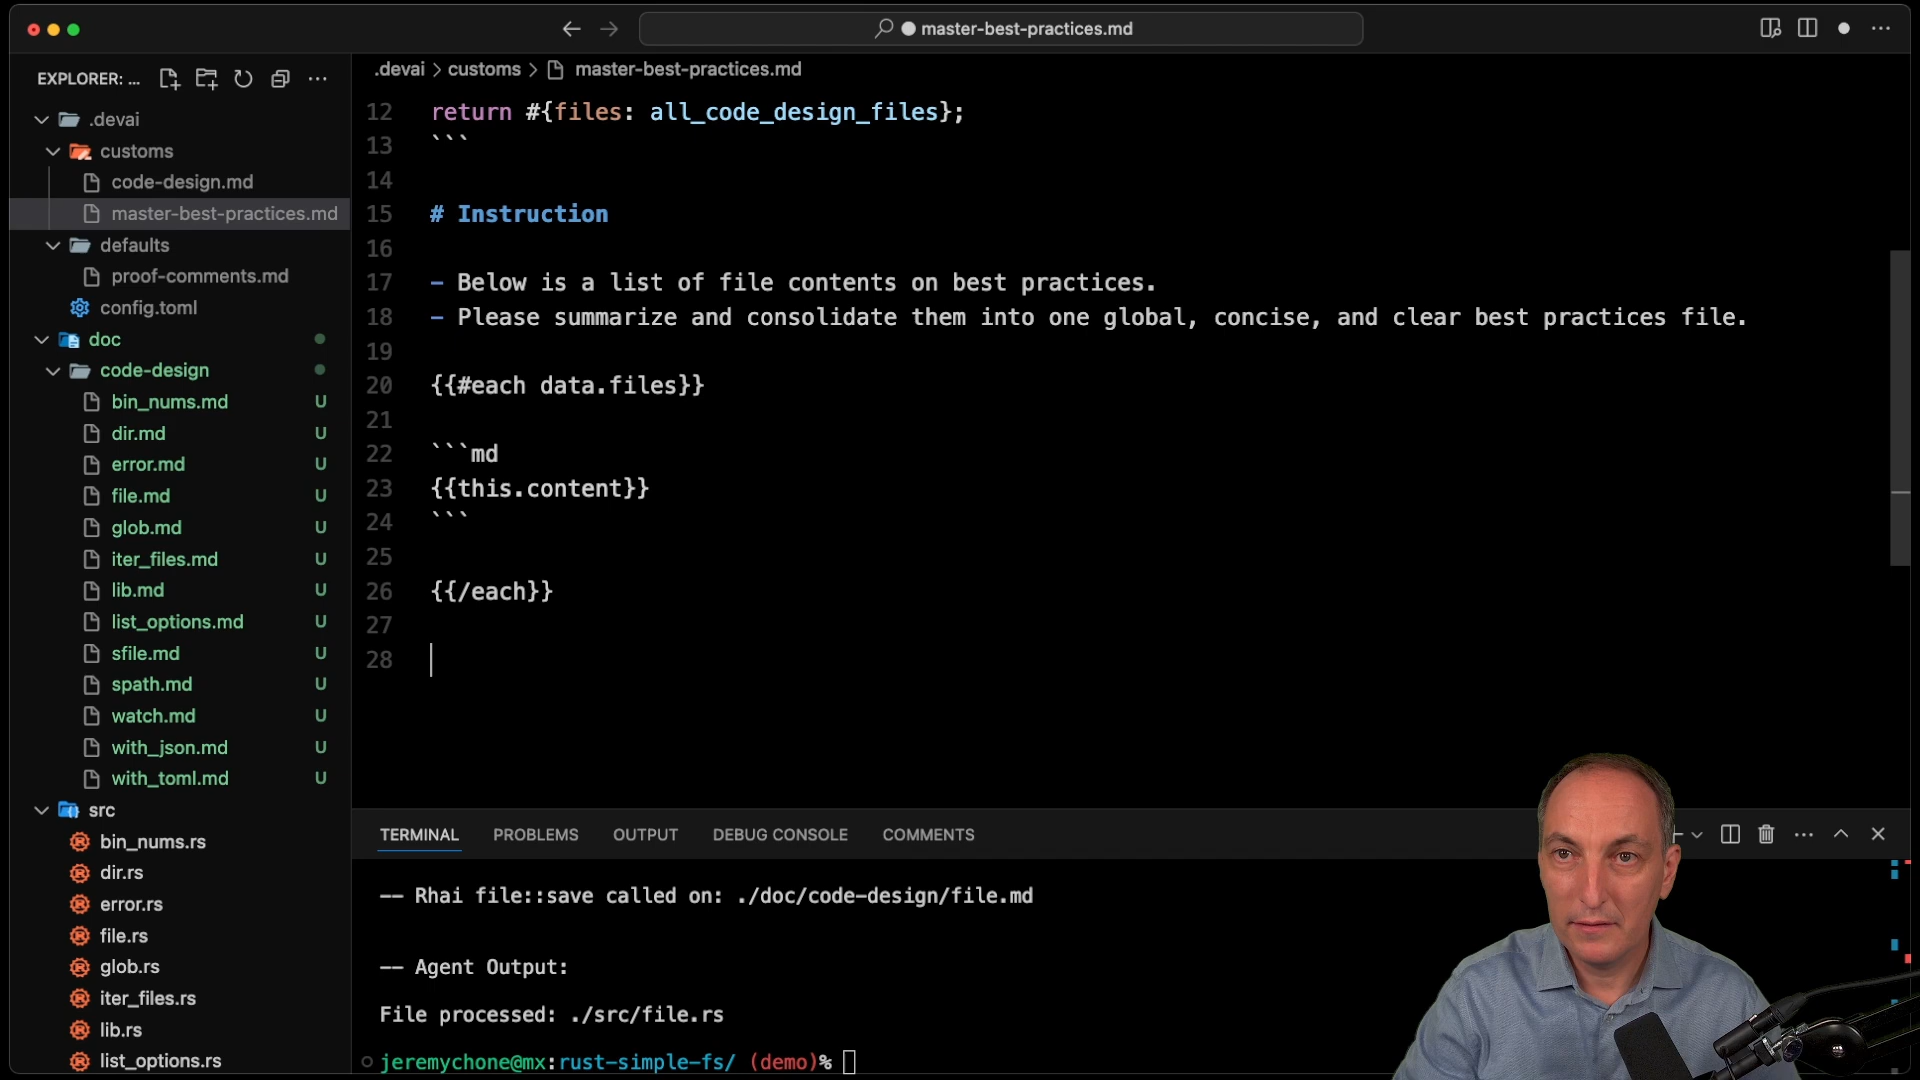 master-best-practices.md
EXPLORER: ...
.devai
customs
code-design.md
master-best-practices.md
defaults
proof-comments.md
config.toml
doc
code-design
bin_nums.md U
dir.md U
error.md U
file.md U
glob.md U
iter_files.md U
lib.md U
list_options.md U
sfile.md U
spath.md U
watch.md U
with_json.md U
with_toml.md U
src
bin_nums.rs
dir.rs
error.rs
file.rs
glob.rs
iter_files.rs
lib.rs
list_options.rs
.devai > customs > master-best-practices.md
12 return #{files: all_code_design_files};
13 ```
14
15 # Instruction
16
17 - Below is a list of file contents on best practices.
18 - Please summarize and consolidate them into one global, concise, and clear best practices file.
19
20 {{#each data.files}}
21
22 ```md
23 {{this.content}}
24 ```
25
26 {{/each}}
27
28
TERMINAL PROBLEMS OUTPUT DEBUG CONSOLE COMMENTS
-- Rhai file::save called on: ./doc/code-design/file.md
-- Agent Output:
File processed: ./src/file.rs
jeremychone@mx:rust-simple-fs/ (demo)%